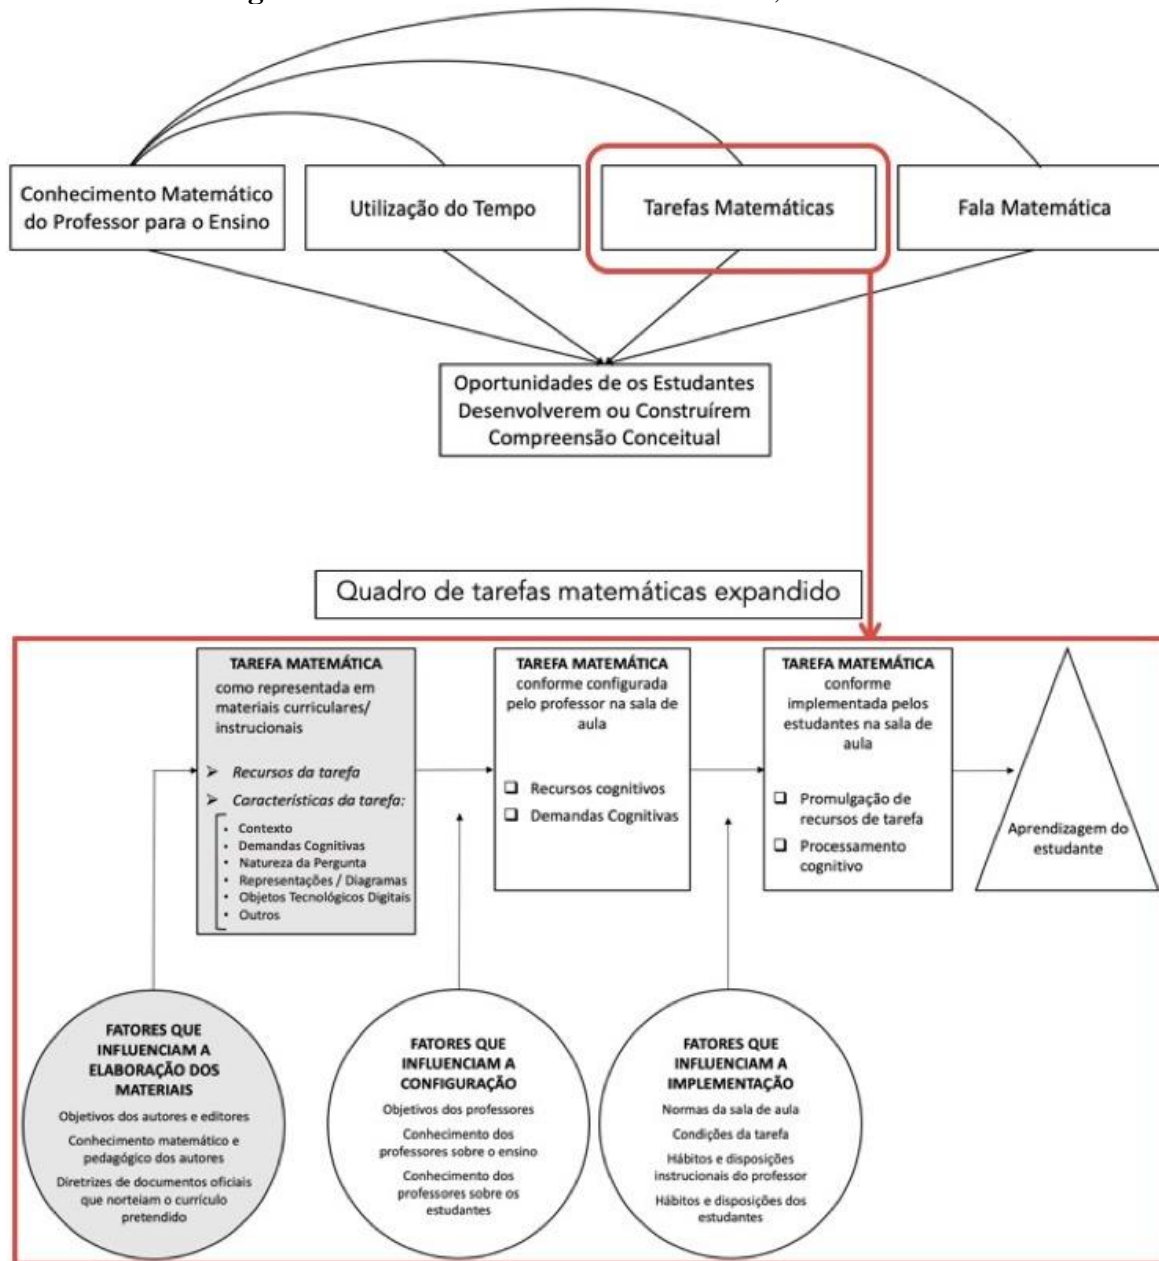 Conhecimento Matemático
do Professor para o Ensino
Utilização do Tempo
Tarefas Matemáticas
Fala Matemática
Oportunidades de os Estudantes
Desenvolverem ou Construírem
Compreensão Conceitual
Quadro de tarefas matemáticas expandido
TAREFA MATEMÁTICA
como representada em
materiais curriculares/
instrucionais
➢ Recursos da tarefa
➢ Características da tarefa:
• Contexto
• Demandas Cognitivas
• Natureza da Pergunta
• Representações / Diagramas
• Objetos Tecnológicos Digitais
• Outros
TAREFA MATEMÁTICA
conforme configurada
pelo professor na sala de
aula
❑ Recursos cognitivos
❑ Demandas Cognitivas
TAREFA MATEMÁTICA
conforme
implementada pelos
estudantes na sala de
aula
❑ Promulgação de
recursos de tarefa
❑ Processamento
cognitivo
Aprendizagem do
estudante
FATORES QUE
INFLUENCIAM A
ELABORAÇÃO DOS
MATERIAIS
Objetivos dos autores e editores
Conhecimento matemático e
pedagógico dos autores
Diretrizes de documentos oficiais
que norteiam o currículo
pretendido
FATORES QUE
INFLUENCIAM A
CONFIGURAÇÃO
Objetivos dos professores
Conhecimento dos
professores sobre o ensino
Conhecimento dos
professores sobre os
estudantes
FATORES QUE
INFLUENCIAM A
IMPLEMENTAÇÃO
Normas da sala de aula
Condições da tarefa
Hábitos e disposições
instrucionais do professor
Hábitos e disposições dos
estudantes